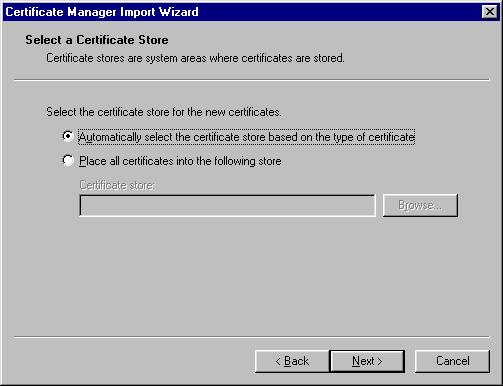 Certificate Manager Import Wizard
Select a Certificate Store
Certificate stores are system areas where certificates are stored.
Select the certificate store for the new certificates.
Automatically select the certificate store based on the type of certificate
Place all certificates into the following store
Certificate store:
Browse...
< Back Next > Cancel